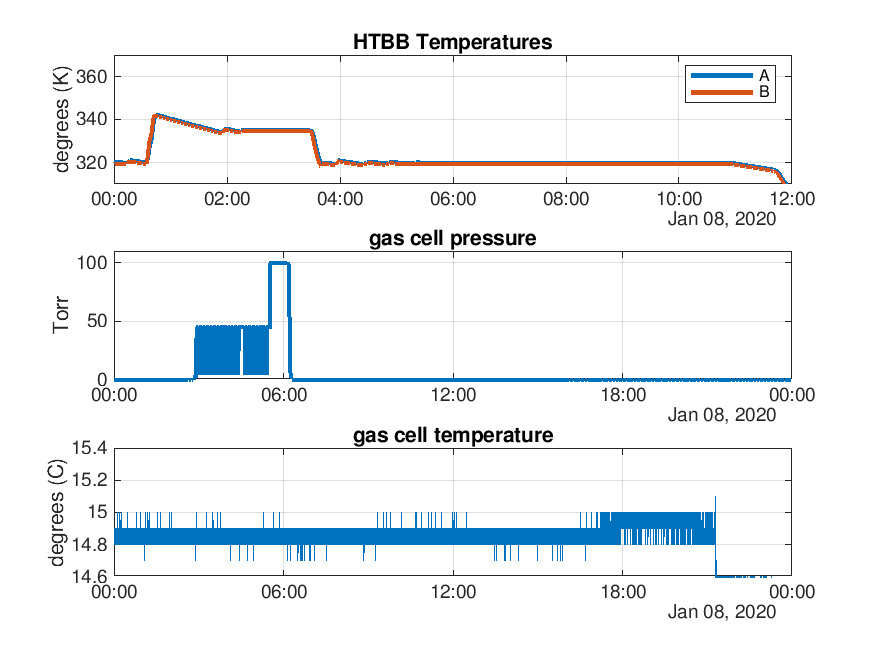 HTBB Temperatures
degrees (K)
360
340
320
A
B
00:00 02:00 04:00 06:00 08:00 10:00 12:00
Jan 08, 2020
gas cell pressure
Torr
100
50
0
00:00 06:00 12:00 18:00 00:00
Jan 08, 2020
gas cell temperature
degrees (C)
15.4
15.2
15
14.8
14.6
00:00 06:00 12:00 18:00 00:00
Jan 08, 2020